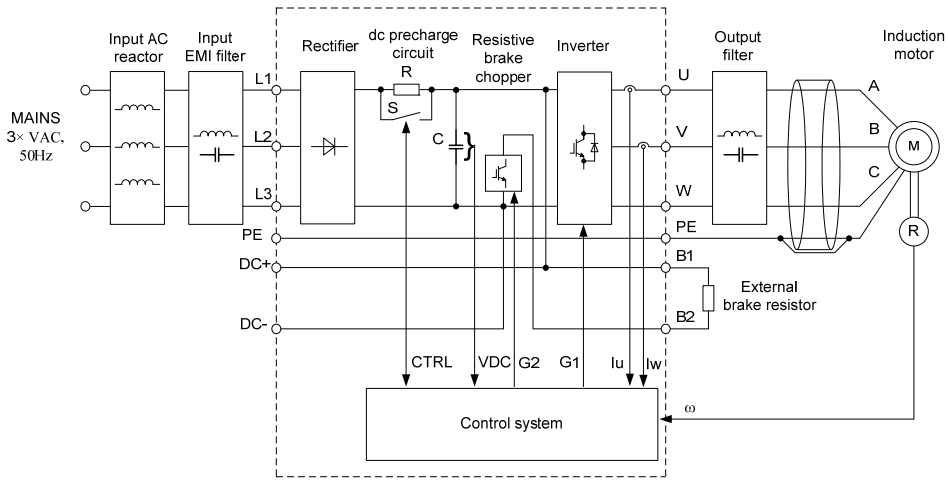 Input AC
reactor
Input
EMI filter
Rectifier
dc precharge
circuit
Resistive
brake
chopper
Inverter
Output
filter
Induction
motor
MAINS
3× VAC,
50Hz
L1
L2
L3
R
S
C
U
V
W
A
B
C
M
R
PE
PE
DC+
DC-
B1
B2
External
brake resistor
CTRL
VDC
G2
G1
Iu
Iw
Control system
ω